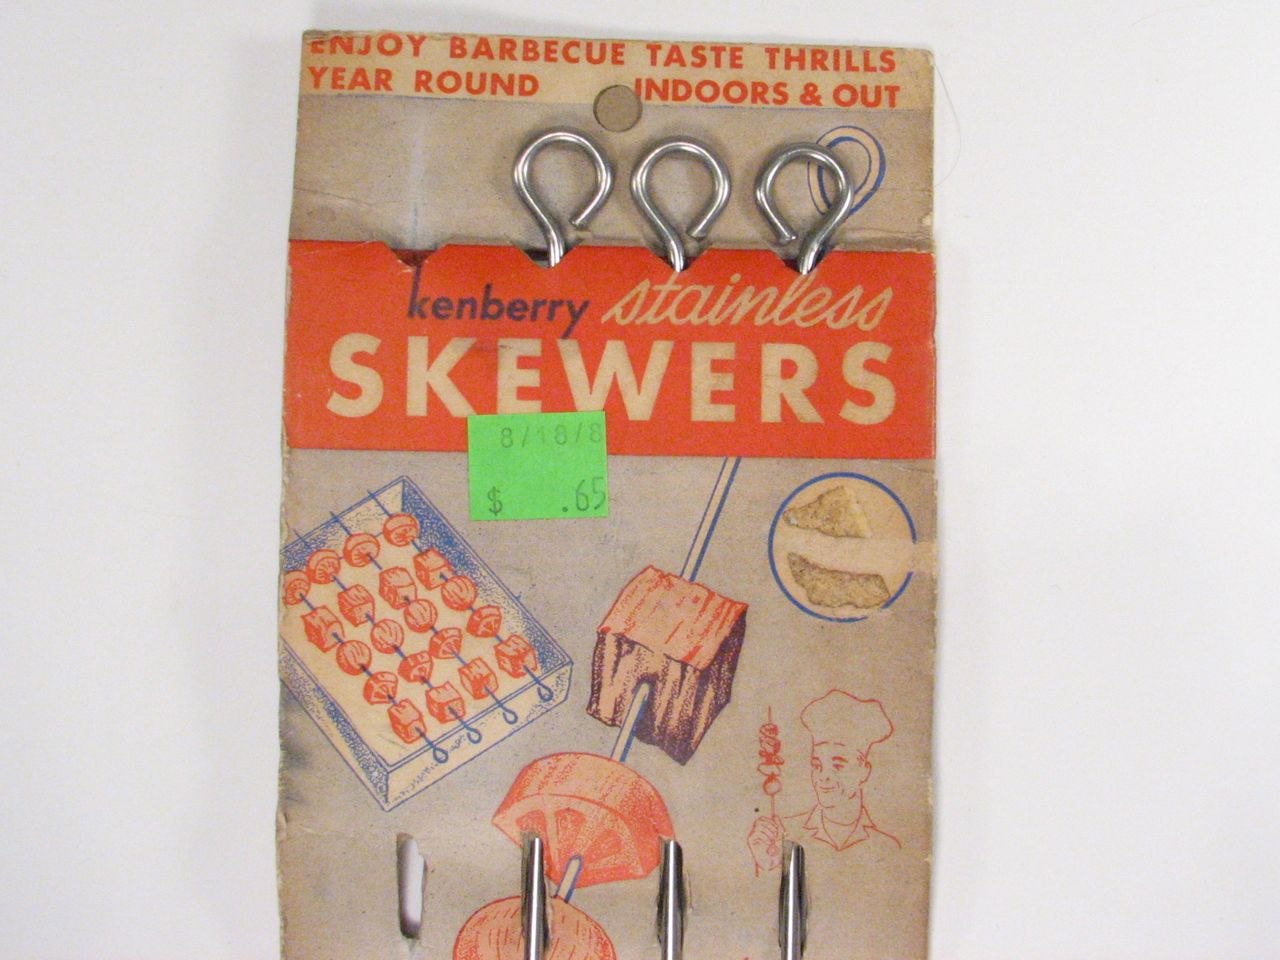 ENJOY BARBECUE TASTE THRILLS
YEAR ROUND INDOORS & OUT
kenberry stainless
SKEWERS
8/18/8
$ .65